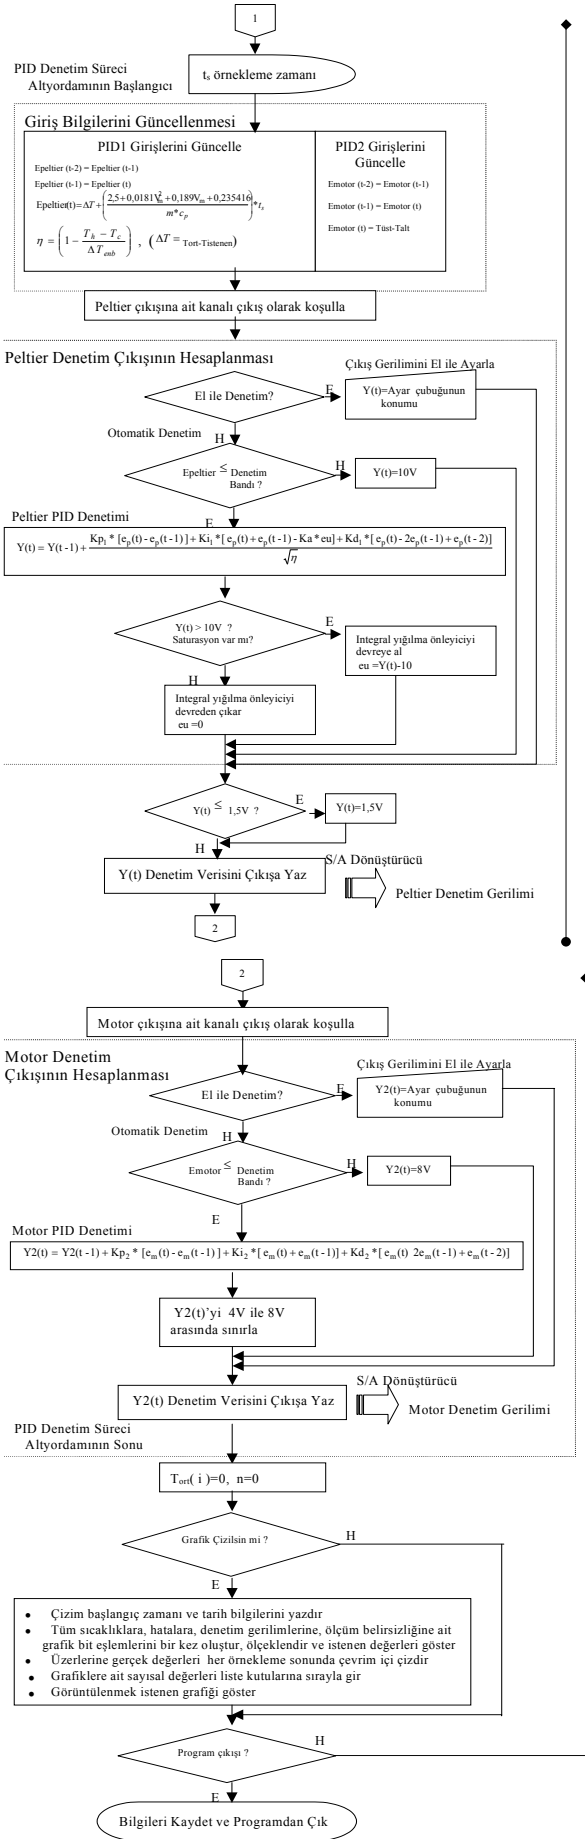 1
PID Denetim Süreci
Altyordamının Başlangıcı
tₛ örnekleme zamanı
Giriş Bilgilerini Güncellenmesi
PID1 Girişlerini Güncelle
Epeltier (t-2) = Epeltier (t-1)
Epeltier (t-1) = Epeltier (t)
Epeltier(t)=ΔT+((2,5+0,0181V²ₘ+0,189Vₘ+0,235416)/(m*cₚ))*tₛ
η = (1 - (T_h - T_c)/(ΔT_enb)) , ( ΔT = Tort-Tistenen)
PID2 Girişlerini
Güncelle
Emotor (t-2) = Emotor (t-1)
Emotor (t-1) = Emotor (t)
Emotor (t) = Tüst-Talt
Peltier çıkışına ait kanalı çıkış olarak koşulla
Peltier Denetim Çıkışının Hesaplanması
Çıkış Gerilimini El ile Ayarla
El ile Denetim?
E
Y(t)=Ayar çubuğunun
konumu
Otomatik Denetim
H
Epeltier ≤ Denetim
Bandı ?
H
Y(t)=10V
Peltier PID Denetimi
E
Y(t) = Y(t -1) + (Kp₁ * [eₚ(t) - eₚ(t -1)] + Ki₁ *[ eₚ(t) + eₚ(t -1) - Ka* eu] + Kd₁ *[ eₚ(t) - 2eₚ(t -1) + eₚ(t - 2)])/√η
Y(t) > 10V ?
Saturasyon var mı?
E
Integral yığılma önleyiciyi
devreye al
eu =Y(t)-10
H
Integral yığılma önleyiciyi
devreden çıkar
eu =0
Y(t) ≤ 1,5V ?
E
Y(t)=1,5V
H
Y(t) Denetim Verisini Çıkışa Yaz
S/A Dönüştürücü
Peltier Denetim Gerilimi
2
2
Motor çıkışına ait kanalı çıkış olarak koşulla
Motor Denetim
Çıkışının Hesaplanması
Çıkış Gerilimini El ile Ayarla
El ile Denetim?
E
Y2(t)=Ayar çubuğunun
konumu
Otomatik Denetim
H
Emotor ≤ Denetim
Bandı ?
H
Y2(t)=8V
E
Motor PID Denetimi
Y2(t) = Y2(t -1) + Kp₂ * [eₘ(t) - eₘ(t -1)] + Ki₂ *[ eₘ(t) + eₘ(t -1)] + Kd₂ *[ eₘ(t) 2eₘ(t -1) + eₘ(t - 2)]
Y2(t)'yi 4V ile 8V
arasında sınırla
Y2(t) Denetim Verisini Çıkışa Yaz
S/A Dönüştürücü
Motor Denetim Gerilimi
PID Denetim Süreci
Altyordamının Sonu
T_ort( i )=0, n=0
Grafik Çizilsin mi ?
H
E
• Çizim başlangıç zamanı ve tarih bilgilerini yazdır
• Tüm sıcaklıklara, hatalara, denetim gerilimlerine, ölçüm belirsizliğine ait
grafik bit eşlemlerini bir kez oluştur, ölçeklendir ve istenen değerleri göster
• Üzerlerine gerçek değerleri her örnekleme sonunda çevrim içi çizdir
• Grafiklere ait sayısal değerleri liste kutularına sırayla gir
• Görüntülenmek istenen grafiği göster
Program çıkışı ?
H
E
Bilgileri Kaydet ve Programdan Çık